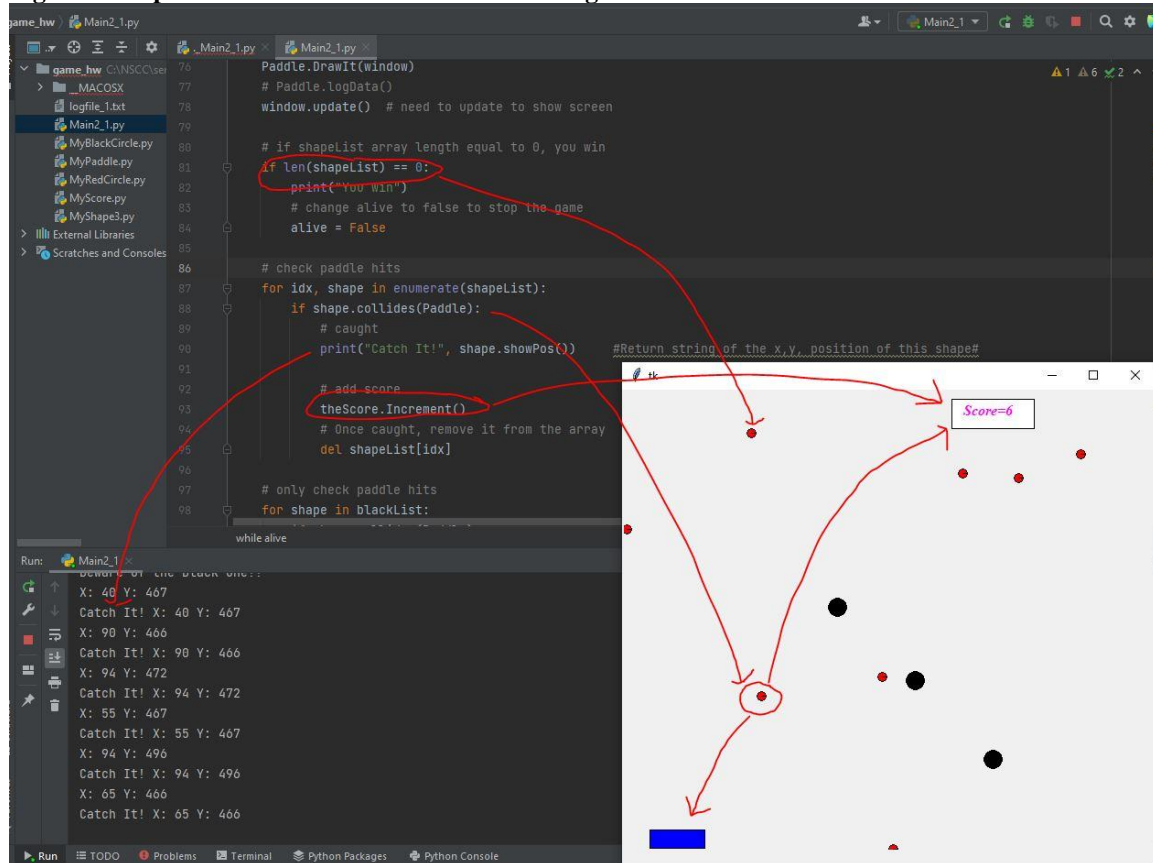 game_hw Main2_1.py
Main2_1
._Main2_1.py Main2_1.py
game_hw C:\NSCC\se
__MACOSX
logfile_1.txt
Main2_1.py
MyBlackCircle.py
MyPaddle.py
MyRedCircle.py
MyScore.py
MyShape3.py
External Libraries
Scratches and Consoles
1 6 2
76 Paddle.DrawIt(window)
77 # Paddle.logData()
78 window.update() # need to update to show screen
79
80 # if shapeList array length equal to 0, you win
81 if len(shapeList) == 0:
82 print("You Win")
83 # change alive to false to stop the game
84 alive = False
85
86 # check paddle hits
87 for idx, shape in enumerate(shapeList):
88 if shape.collides(Paddle):
89 # caught
90 print("Catch It!", shape.showPos()) #Return string of the x,y, position of this shape#
91
92 # add score
93 theScore.Increment()
94 # Once caught, remove it from the array
95 del shapeList[idx]
96
97 # only check paddle hits
98 for shape in blackList:
while alive
tk
Score=6
Run: Main2_1
Beware of the black one!!
X: 40 Y: 467
Catch It! X: 40 Y: 467
X: 90 Y: 466
Catch It! X: 90 Y: 466
X: 94 Y: 472
Catch It! X: 94 Y: 472
X: 55 Y: 467
Catch It! X: 55 Y: 467
X: 94 Y: 496
Catch It! X: 94 Y: 496
X: 65 Y: 466
Catch It! X: 65 Y: 466
Run TODO Problems Terminal Python Packages Python Console